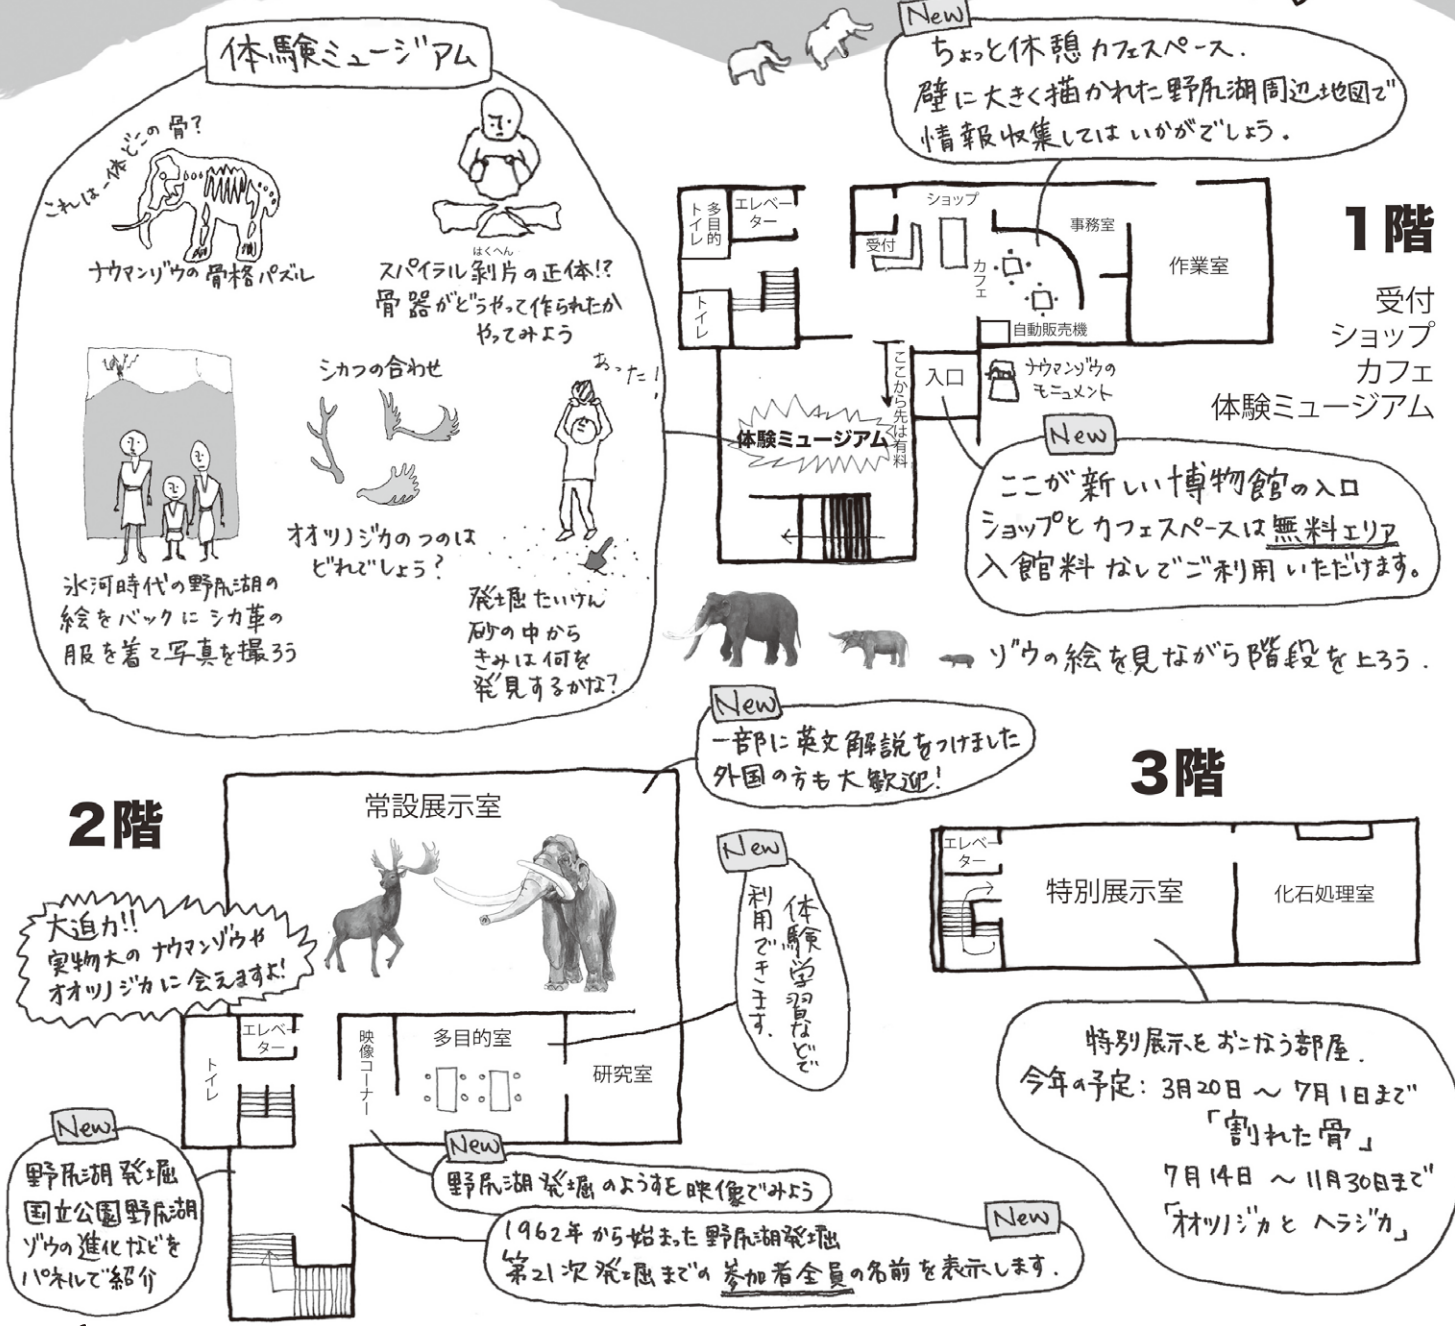 体験ミュージアム
これは一体どこの骨?
ナウマンゾウの骨格パズル
はくへん
スパイラル剝片の正体!?
骨器がどうやって作られたか
やってみよう
シカつの合わせ
オオツノジカのつのは
どれでしょう?
あった!
発堀たいけん
砂の中から
きみは何を
発見するかな?
氷河時代の野尻湖の
絵をバックにシカ革の
服を着て写真を撮ろう
New
ちょっと休憩カフェスペース.
壁に大きく描かれた野尻湖周辺地図で
情報収集してはいかがでしょう.
1階
受付
ショップ
カフェ
体験ミュージアム
多目的
トイレ
エレベー
ター
トイレ
受付
ショップ
カフェ
事務室
作業室
自動販売機
ここから先は有料
入口
ナウマンゾウの
モニュメント
体験ミュージアム
New
ここが新しい博物館の入口
ショップとカフェスペースは無料エリア
入館料なしでご利用いただけます。
ゾウの絵を見ながら階段を上ろう.
2階
常設展示室
New
一部に英文解説をつけました
外国の方も大歓迎!
大迫力!!
実物大のナウマンゾウや
オオツノジカに会えますよ!
New
体験学習などで
利用できます.
トイレ
エレベー
ター
映像コーナー
多目的室
研究室
New
野尻湖発堀
国立公園野尻湖
ゾウの進化などを
パネルで紹介
New
野尻湖発堀のようすを映像でみよう
New
1962年から始まった野尻湖発堀
第21次発堀までの参加者全員の名前を表示します.
3階
エレベー
ター
特別展示室
化石処理室
特別展示をおこなう部屋.
今年の予定: 3月20日～7月1日まで
「割れた骨」
7月14日～11月30日まで
「オオツノジカとヘラジカ」